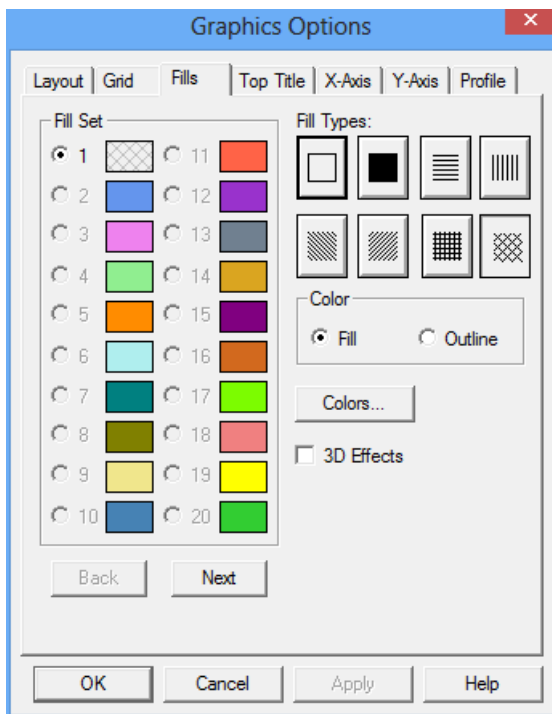 Graphics Options
Layout Grid Fills Top Title X-Axis Y-Axis Profile
Fill Set
1 11
2 12
3 13
4 14
5 15
6 16
7 17
8 18
9 19
10 20
Back Next
Fill Types:
Color
Fill Outline
Colors...
3D Effects
OK Cancel Apply Help